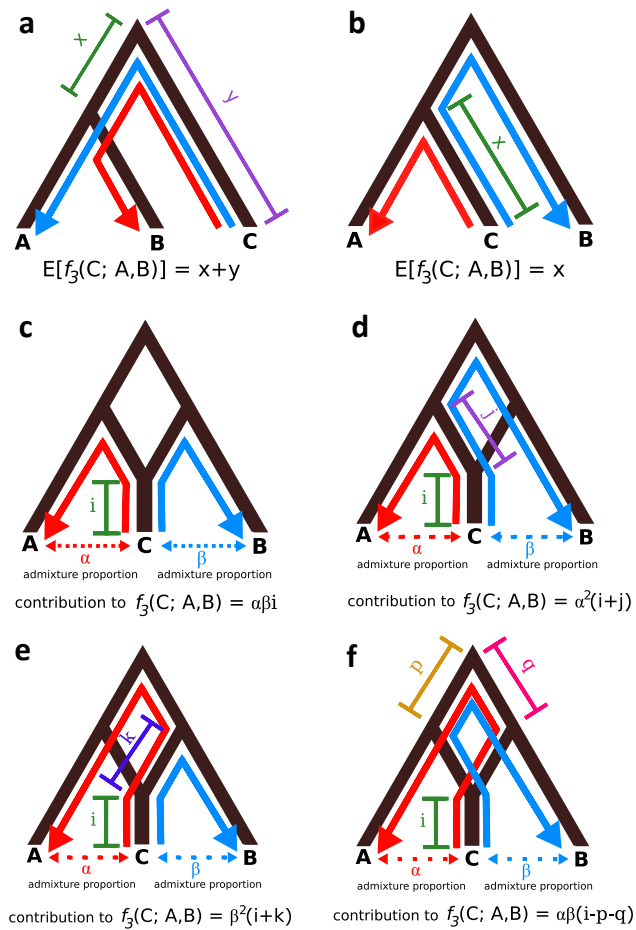 a
b
x
y
x
A
B
C
A
C
B
E[f3(C; A,B)] = x+y
E[f3(C; A,B)] = x
c
d
j
i
i
A
C
B
A
C
B
α
β
α
β
admixture proportion
admixture proportion
admixture proportion
admixture proportion
contribution to f3(C; A,B) = αβi
contribution to f3(C; A,B) = α²(i+j)
e
f
p
q
k
i
i
A
C
B
A
C
B
α
β
α
β
admixture proportion
admixture proportion
admixture proportion
admixture proportion
contribution to f3(C; A,B) = β²(i+k)
contribution to f3(C; A,B) = αβ(i-p-q)